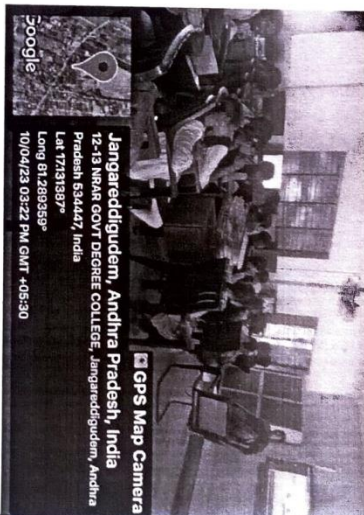 GPS Map Camera
Jangareddigudem, Andhra Pradesh, India
12-13 NRAR GOVT DEGREE COLLEGE, Jangareddigudem, Andhra
Pradesh 534447, India
Lat 17.131387°
Long 81.289359°
10/04/23 03:22 PM GMT +05:30
Google